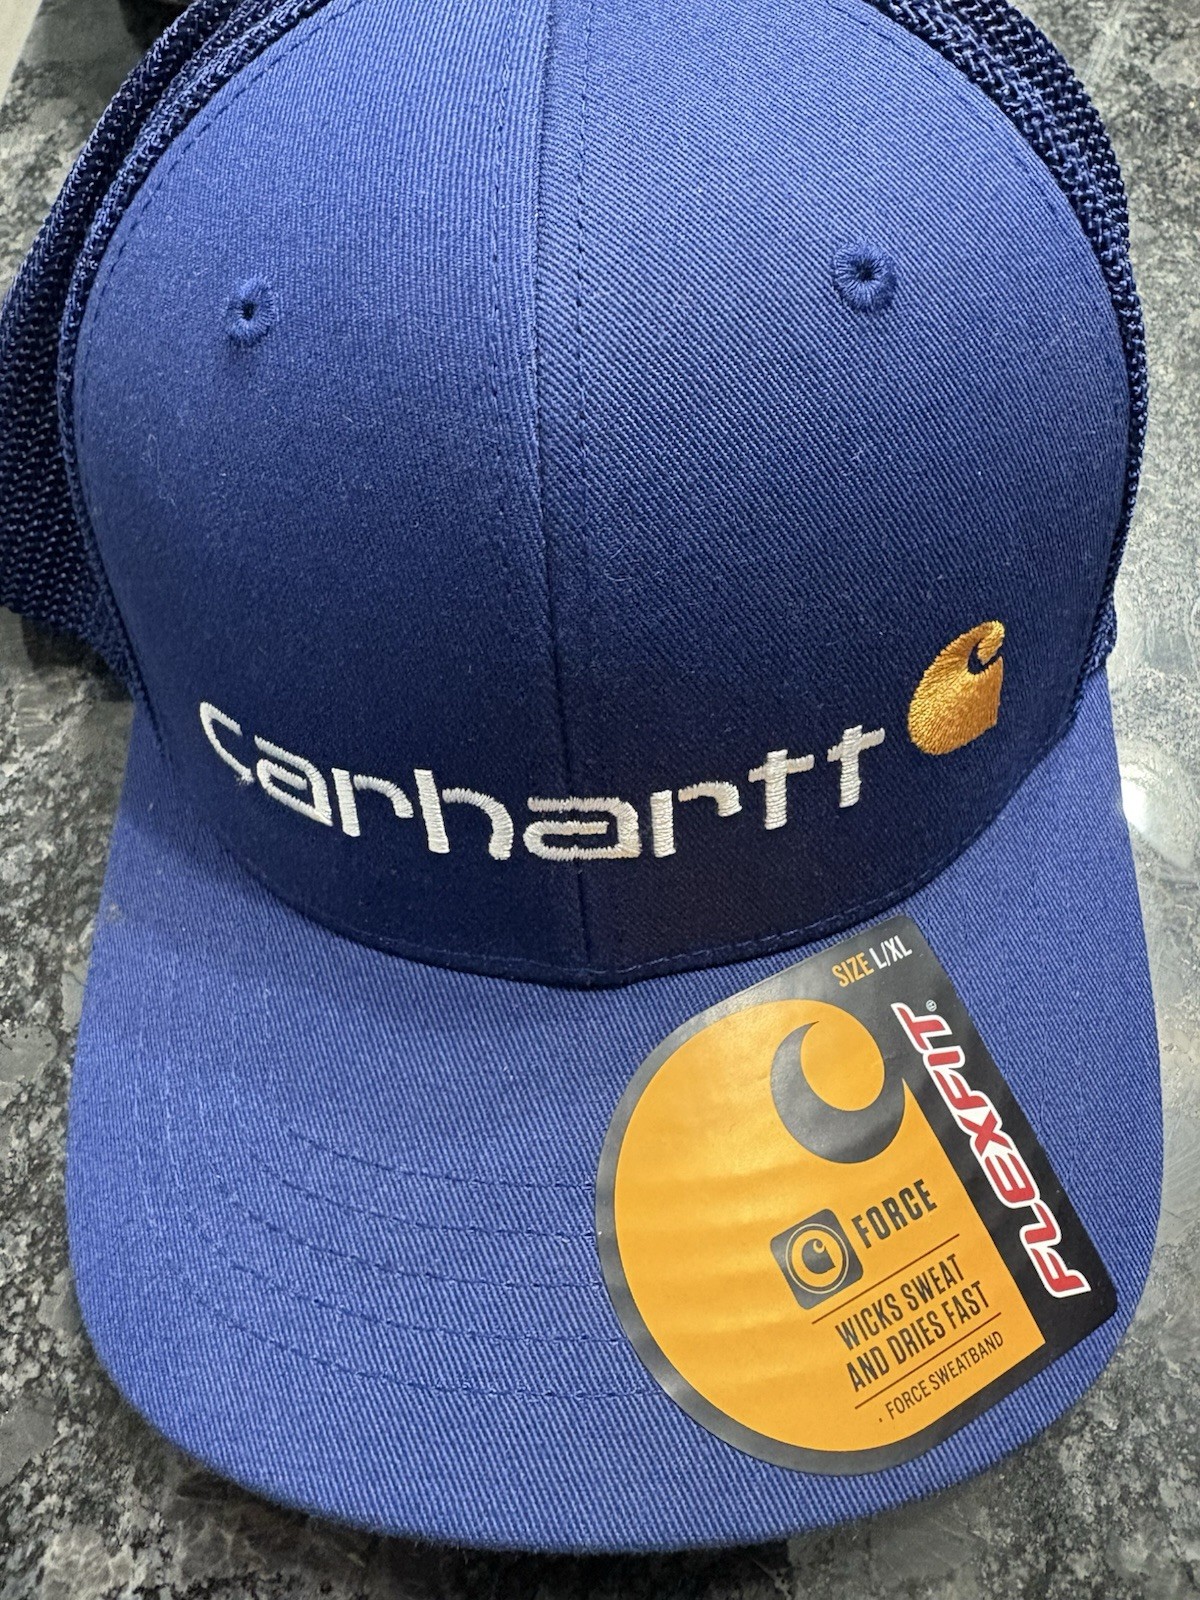 carhartt
SIZE L/XL
FLEXFIT®
FORCE
WICKS SWEAT
AND DRIES FAST
. FORCE SWEATBAND